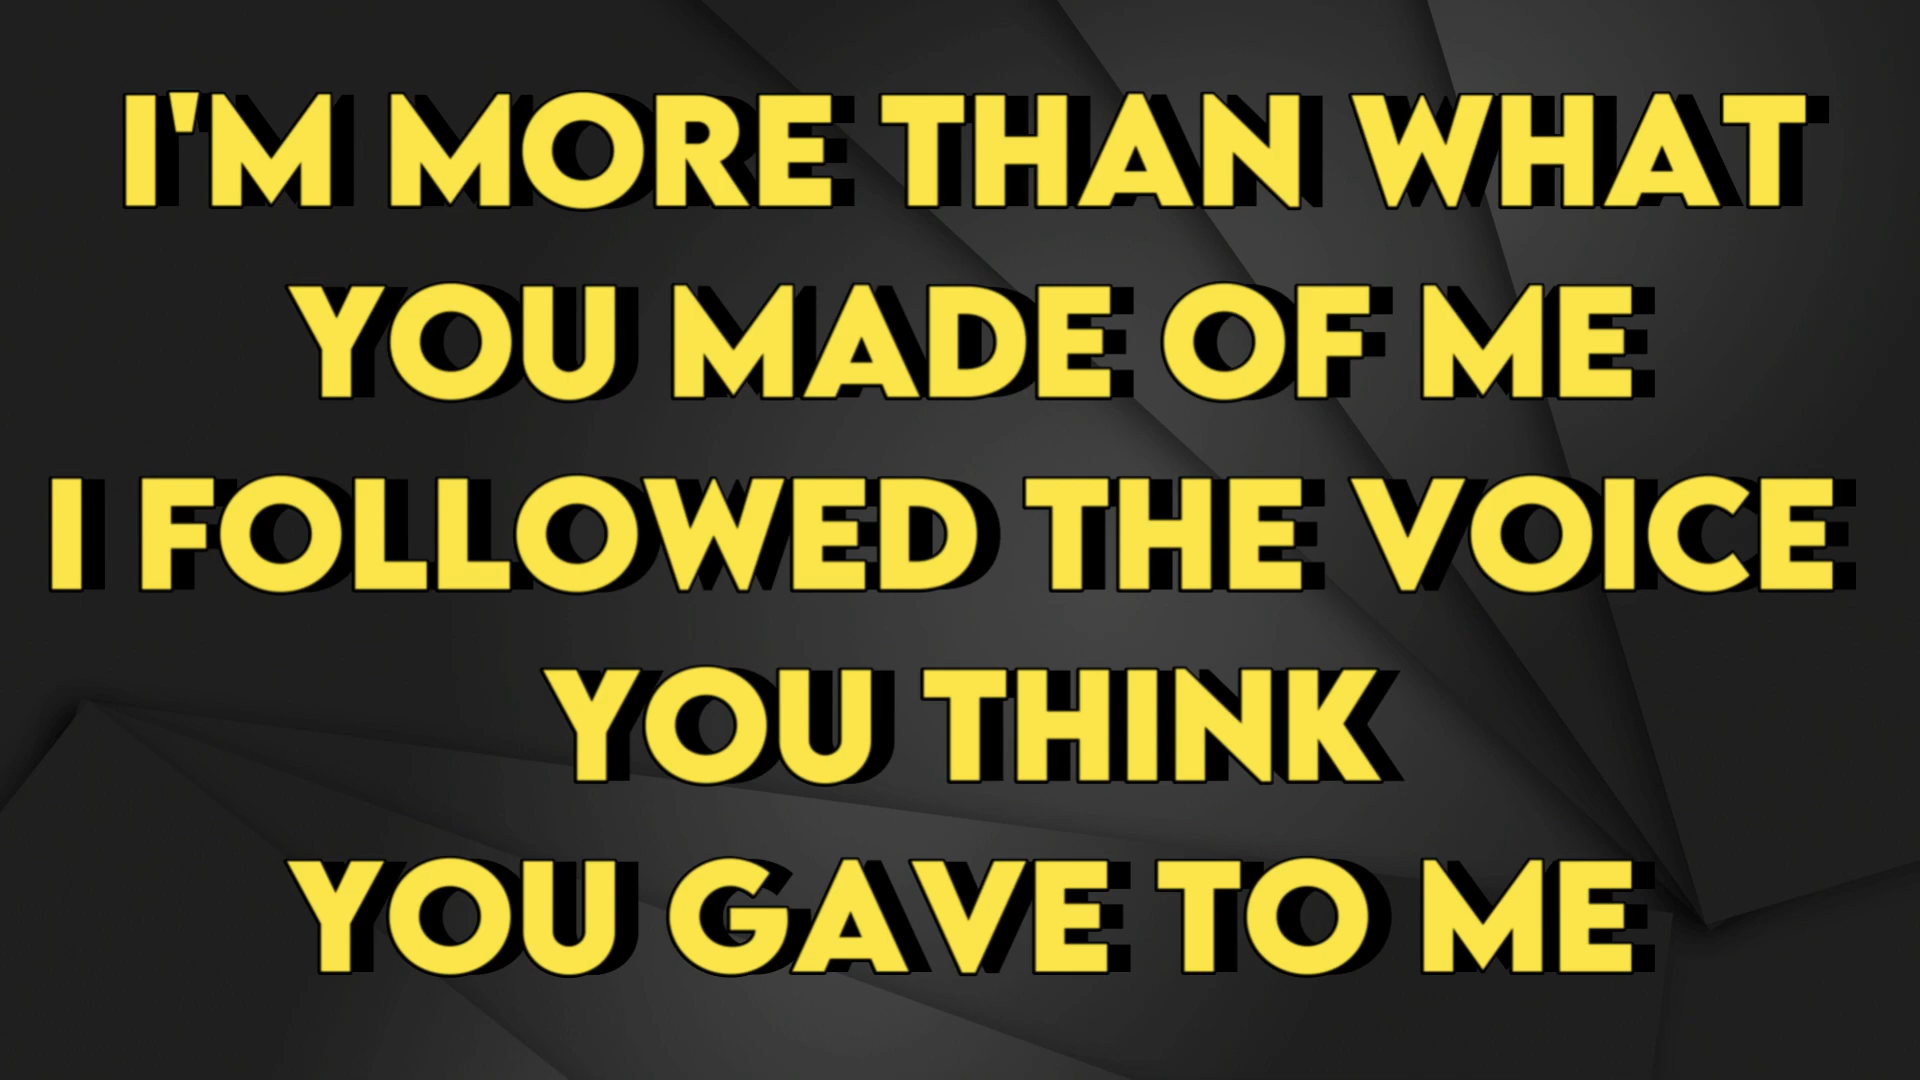 I'M MORE THAN WHAT
YOU MADE OF ME
I FOLLOWED THE VOICE
YOU THINK
YOU GAVE TO ME